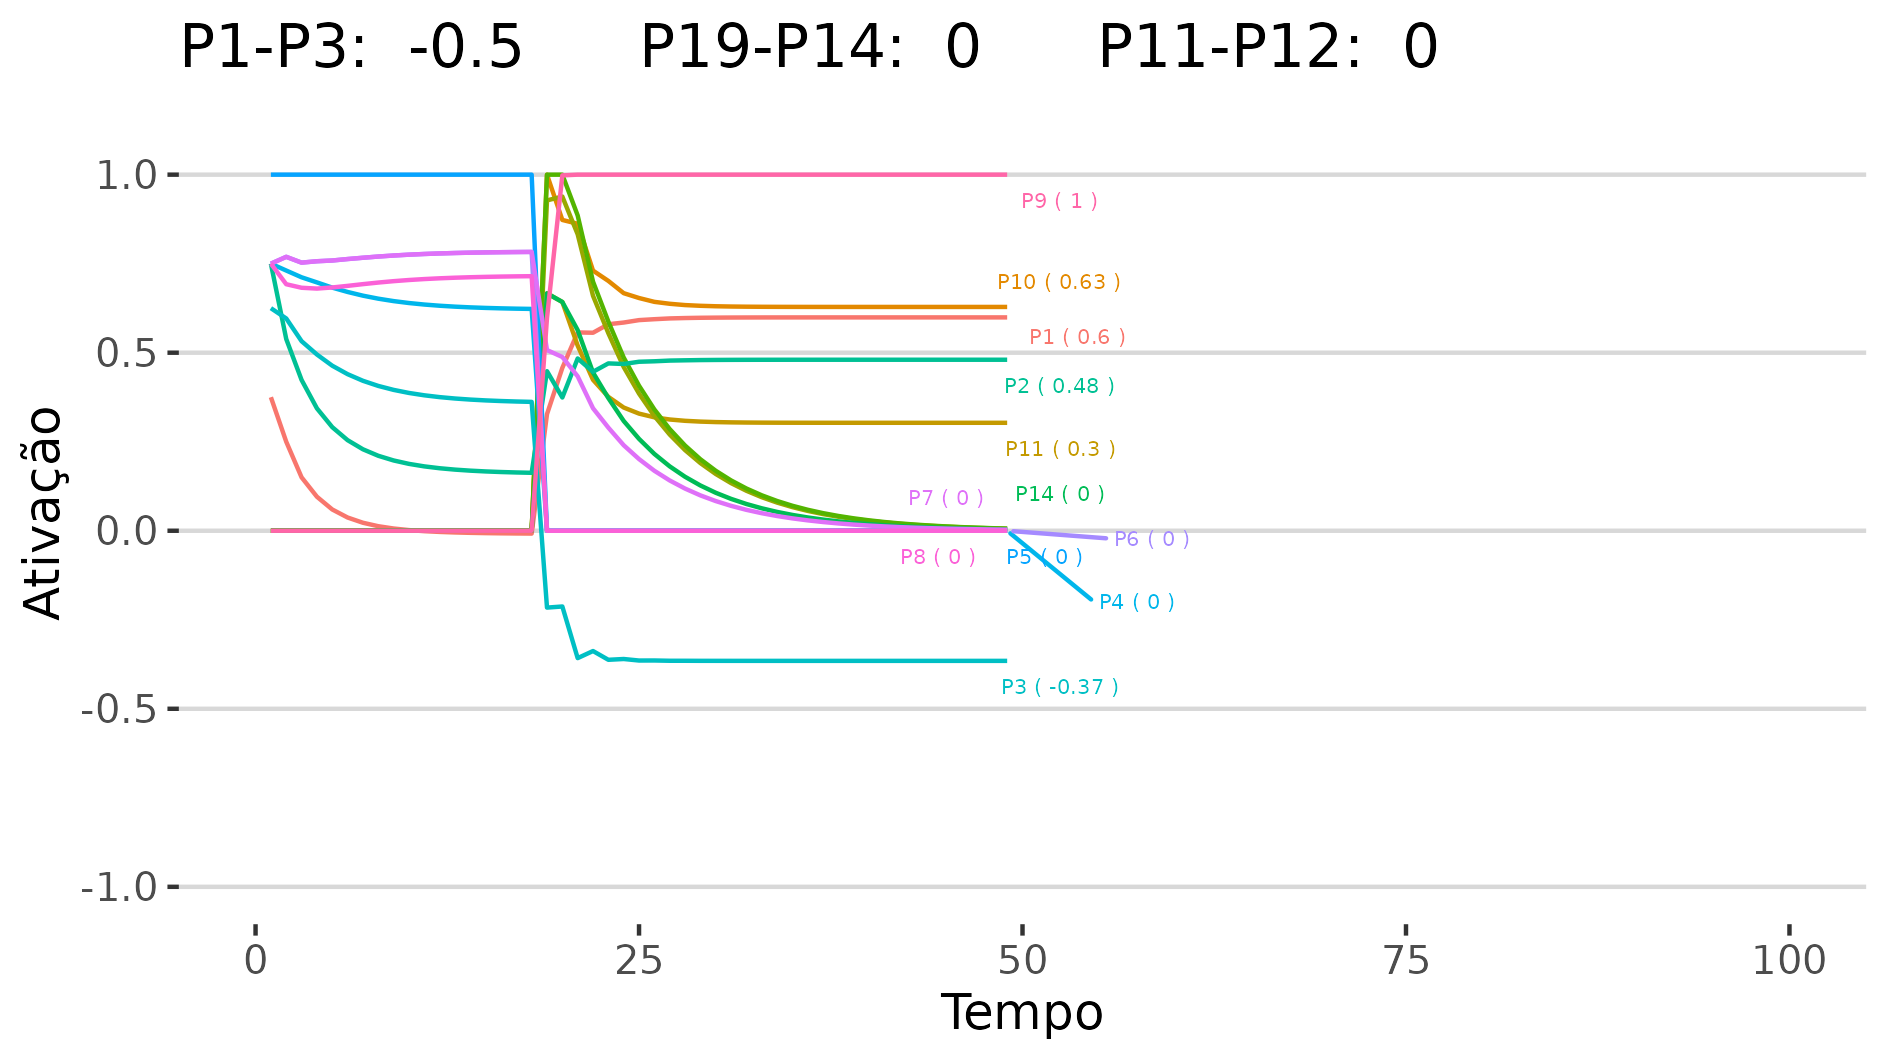 P1-P3: -0.5 P19-P14: 0 P11-P12: 0
1.0
0.5
0.0
-0.5
-1.0
Ativação
P9 ( 1 )
P10 ( 0.63 )
P1 ( 0.6 )
P2 ( 0.48 )
P11 ( 0.3 )
P7 ( 0 )
P14 ( 0 )
P6 ( 0 )
P8 ( 0 )
P5 ( 0 )
P4 ( 0 )
P3 ( -0.37 )
0 25 50 75 100
Tempo